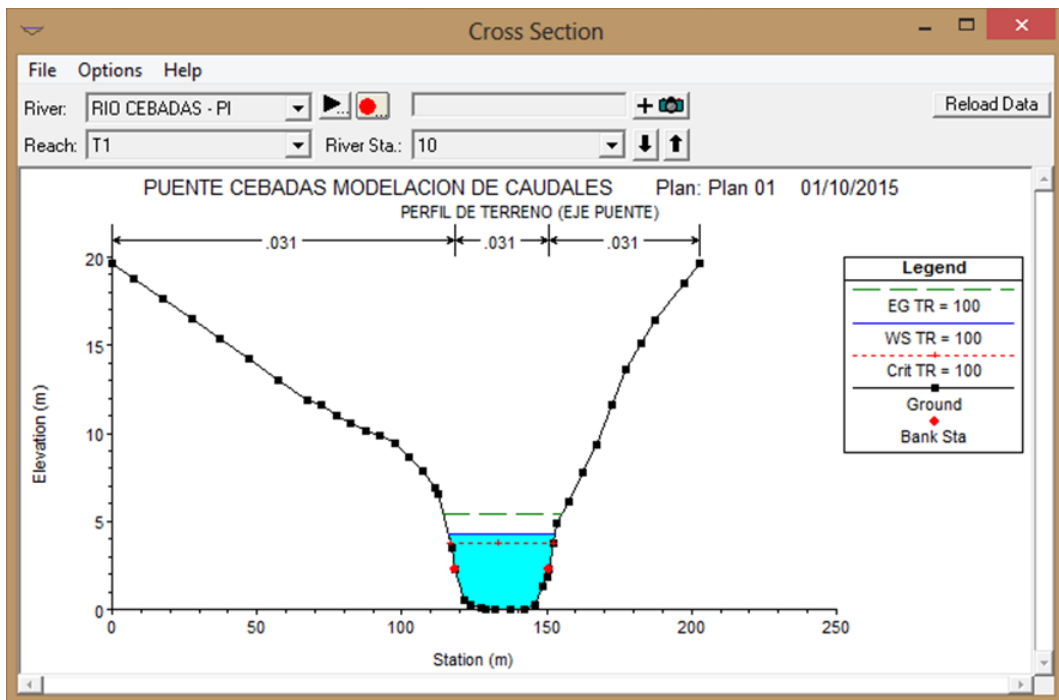 Cross Section
File Options Help
River: RIO CEBADAS - PI
Reload Data
Reach: T1 River Sta.: 10
PUENTE CEBADAS MODELACION DE CAUDALES Plan: Plan 01 01/10/2015
PERFIL DE TERRENO (EJE PUENTE)
.031 .031 .031
Legend
EG TR = 100
WS TR = 100
Crit TR = 100
Ground
Bank Sta
Elevation (m)
20
15
10
5
0
0 50 100 150 200 250
Station (m)